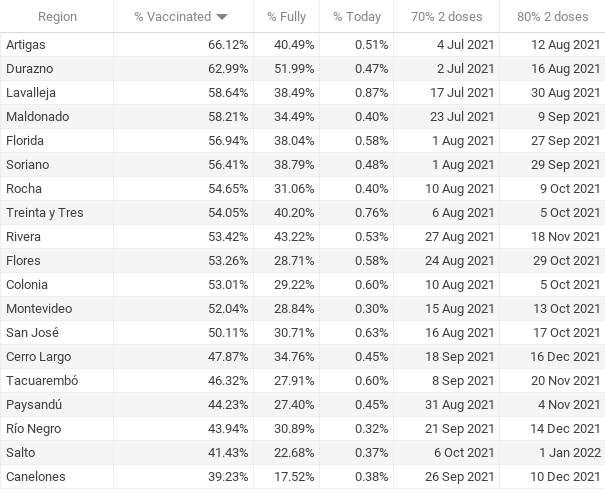 Region % Vaccinated % Fully % Today 70% 2 doses 80% 2 doses
Artigas 66.12% 40.49% 0.51% 4 Jul 2021 12 Aug 2021
Durazno 62.99% 51.99% 0.47% 2 Jul 2021 16 Aug 2021
Lavalleja 58.64% 38.49% 0.87% 17 Jul 2021 30 Aug 2021
Maldonado 58.21% 34.49% 0.40% 23 Jul 2021 9 Sep 2021
Florida 56.94% 38.04% 0.58% 1 Aug 2021 27 Sep 2021
Soriano 56.41% 38.79% 0.48% 1 Aug 2021 29 Sep 2021
Rocha 54.65% 31.06% 0.40% 10 Aug 2021 9 Oct 2021
Treinta y Tres 54.05% 40.20% 0.76% 6 Aug 2021 5 Oct 2021
Rivera 53.42% 43.22% 0.53% 27 Aug 2021 18 Nov 2021
Flores 53.26% 28.71% 0.58% 24 Aug 2021 29 Oct 2021
Colonia 53.01% 29.22% 0.60% 10 Aug 2021 5 Oct 2021
Montevideo 52.04% 28.84% 0.30% 15 Aug 2021 13 Oct 2021
San José 50.11% 30.71% 0.63% 16 Aug 2021 17 Oct 2021
Cerro Largo 47.87% 34.76% 0.45% 18 Sep 2021 16 Dec 2021
Tacuarembó 46.32% 27.91% 0.60% 8 Sep 2021 20 Nov 2021
Paysandú 44.23% 27.40% 0.45% 31 Aug 2021 4 Nov 2021
Río Negro 43.94% 30.89% 0.32% 21 Sep 2021 14 Dec 2021
Salto 41.43% 22.68% 0.37% 6 Oct 2021 1 Jan 2022
Canelones 39.23% 17.52% 0.38% 26 Sep 2021 10 Dec 2021